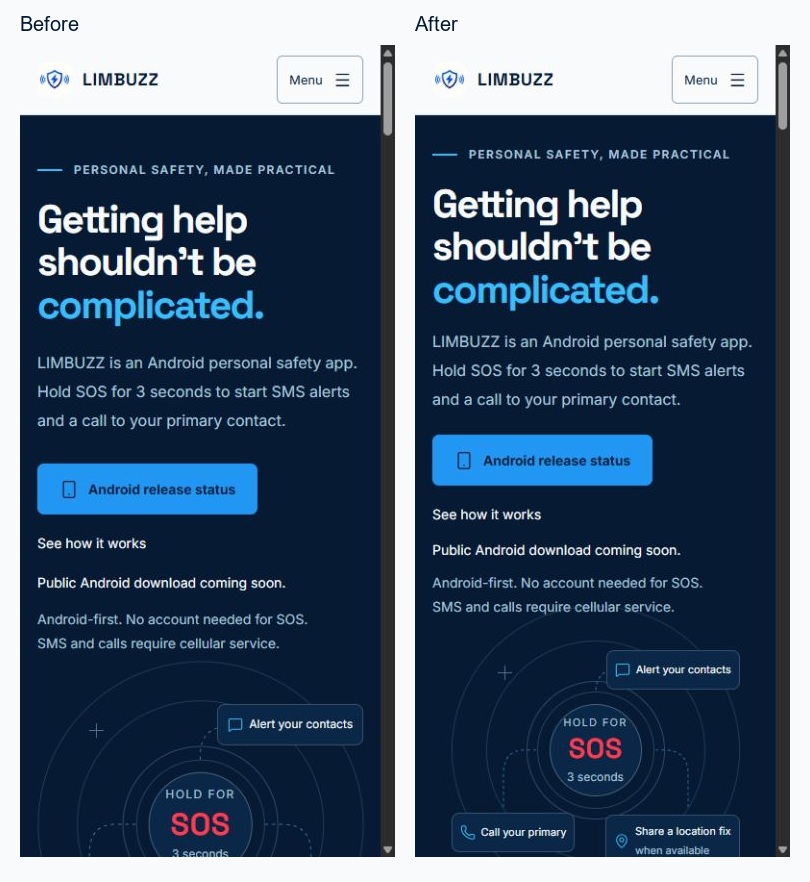 Before
LIMBUZZ
Menu
PERSONAL SAFETY, MADE PRACTICAL
Getting help
shouldn’t be
complicated.
LIMBUZZ is an Android personal safety app.
Hold SOS for 3 seconds to start SMS alerts
and a call to your primary contact.
Android release status
See how it works
Public Android download coming soon.
Android-first. No account needed for SOS.
SMS and calls require cellular service.
Alert your contacts
HOLD FOR
SOS
3 seconds
After
LIMBUZZ
Menu
PERSONAL SAFETY, MADE PRACTICAL
Getting help
shouldn’t be
complicated.
LIMBUZZ is an Android personal safety app.
Hold SOS for 3 seconds to start SMS alerts
and a call to your primary contact.
Android release status
See how it works
Public Android download coming soon.
Android-first. No account needed for SOS.
SMS and calls require cellular service.
Alert your contacts
HOLD FOR
SOS
3 seconds
Call your primary
Share a location fix
when available